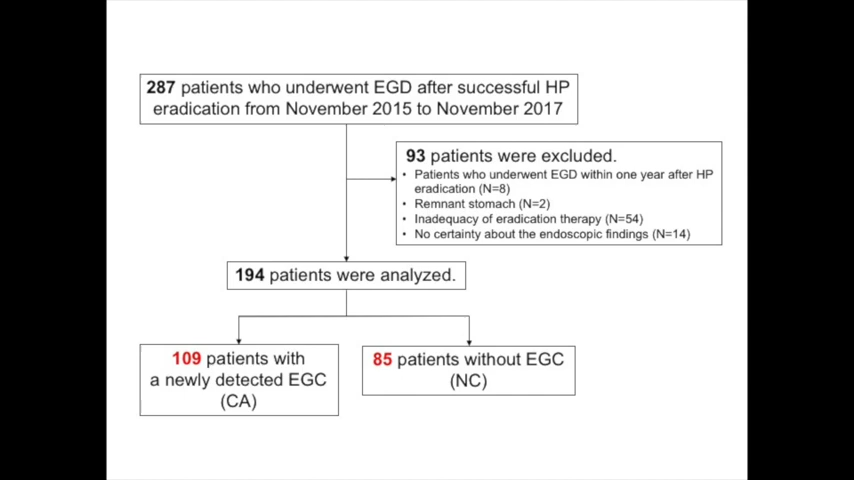 287 patients who underwent EGD after successful HP
eradication from November 2015 to November 2017
93 patients were excluded.
• Patients who underwent EGD within one year after HP
eradication (N=8)
• Remnant stomach (N=2)
• Inadequacy of eradication therapy (N=54)
• No certainty about the endoscopic findings (N=14)
194 patients were analyzed.
109 patients with
a newly detected EGC
(CA)
85 patients without EGC
(NC)